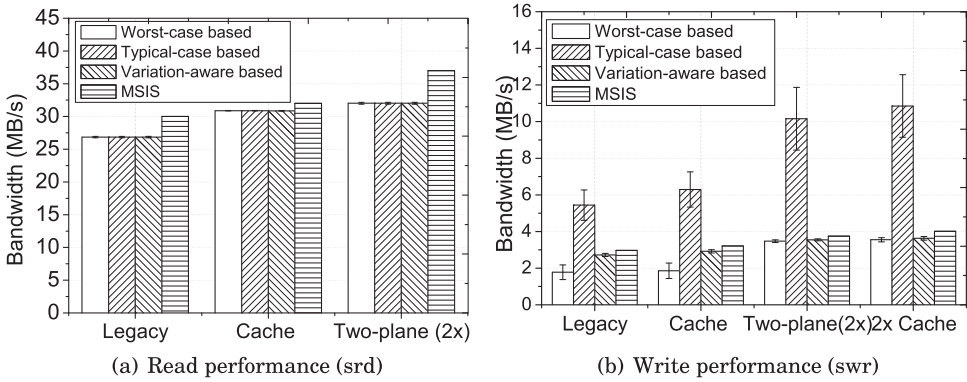 45
40
35
30
25
20
15
10
5
0
Bandwidth (MB/s)
Worst-case based
Typical-case based
Variation-aware based
MSIS
Legacy
Cache
Two-plane (2x)
(a) Read performance (srd)
16
14
12
10
8
6
4
2
0
Bandwidth (MB/s)
Worst-case based
Typical-case based
Variation-aware based
MSIS
Legacy
Cache
Two-plane(2x)
2x Cache
(b) Write performance (swr)